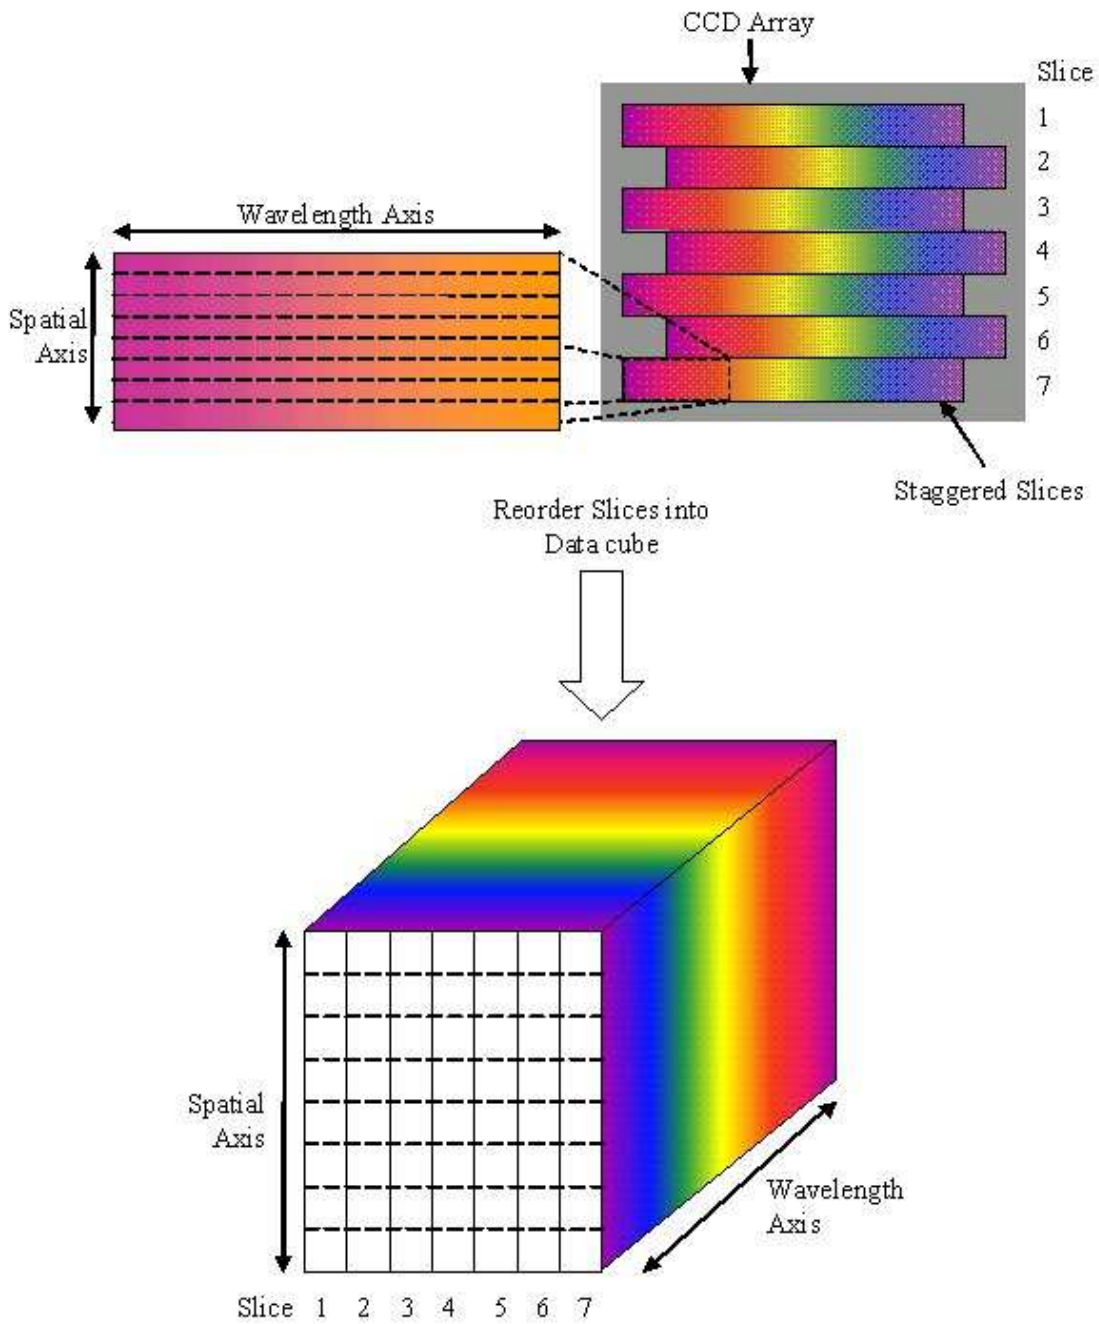 CCD Array
Slice
1
2
3
4
5
6
7
Wavelength Axis
Spatial
Axis
Staggered Slices
Reorder Slices into
Data cube
Spatial
Axis
Wavelength
Axis
Slice 1 2 3 4 5 6 7